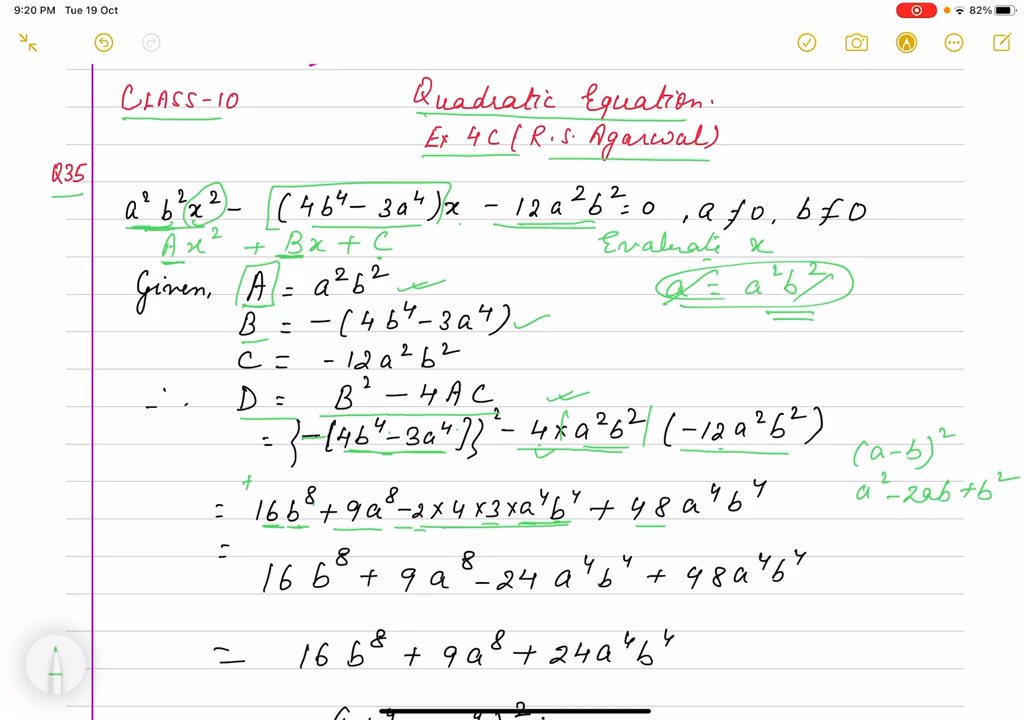 9:20 PM Tue 19 Oct
82%
CLASS-10
Quadratic Equation.
Ex 4C (R.S. Agarwal)
Q35
a²b²x² - (4b⁴-3a⁴)x - 12a²b²=0 , a≠0, b≠0
Ax² + Bx + C
Evaluate x
Given, A = a²b²
a = a²b²
B = -(4b⁴-3a⁴)
C = -12a²b²
∴ D = B² - 4AC
= {-[4b⁴-3a⁴]}² - 4×a²b² (-12a²b²)
(a-b)²
a²-2ab+b²
= 16b⁸ + 9a⁸ - 2×4×3×a⁴b⁴ + 48a⁴b⁴
=
16b⁸ + 9a⁸ - 24a⁴b⁴ + 48a⁴b⁴
= 16b⁸ + 9a⁸ + 24a⁴b⁴